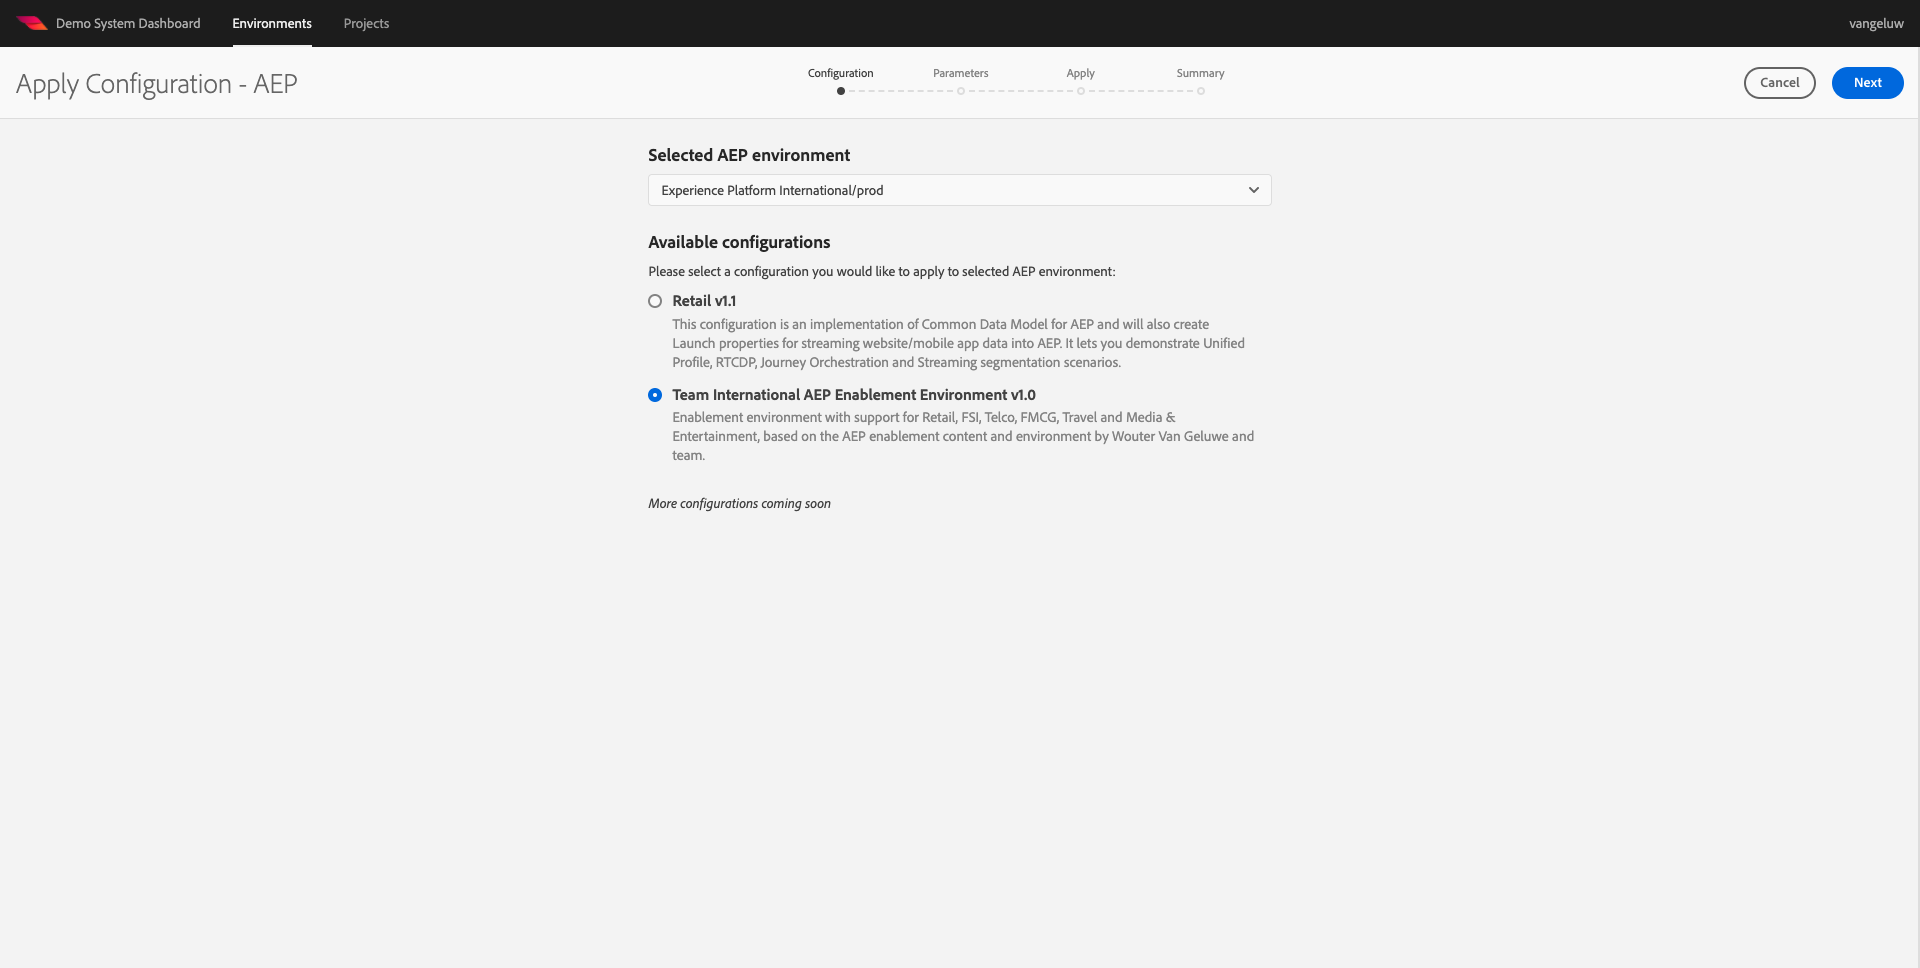 Demo System Dashboard
Environments
Projects
vangeluw
Apply Configuration - AEP
Configuration
Parameters
Apply
Summary
Cancel
Next
Selected AEP environment
Experience Platform International/prod
Available configurations
Please select a configuration you would like to apply to selected AEP environment:
Retail v1.1
This configuration is an implementation of Common Data Model for AEP and will also create
Launch properties for streaming website/mobile app data into AEP. It lets you demonstrate Unified
Profile, RTCDP, Journey Orchestration and Streaming segmentation scenarios.
Team International AEP Enablement Environment v1.0
Enablement environment with support for Retail, FSI, Telco, FMCG, Travel and Media &
Entertainment, based on the AEP enablement content and environment by Wouter Van Geluwe and
team.
More configurations coming soon